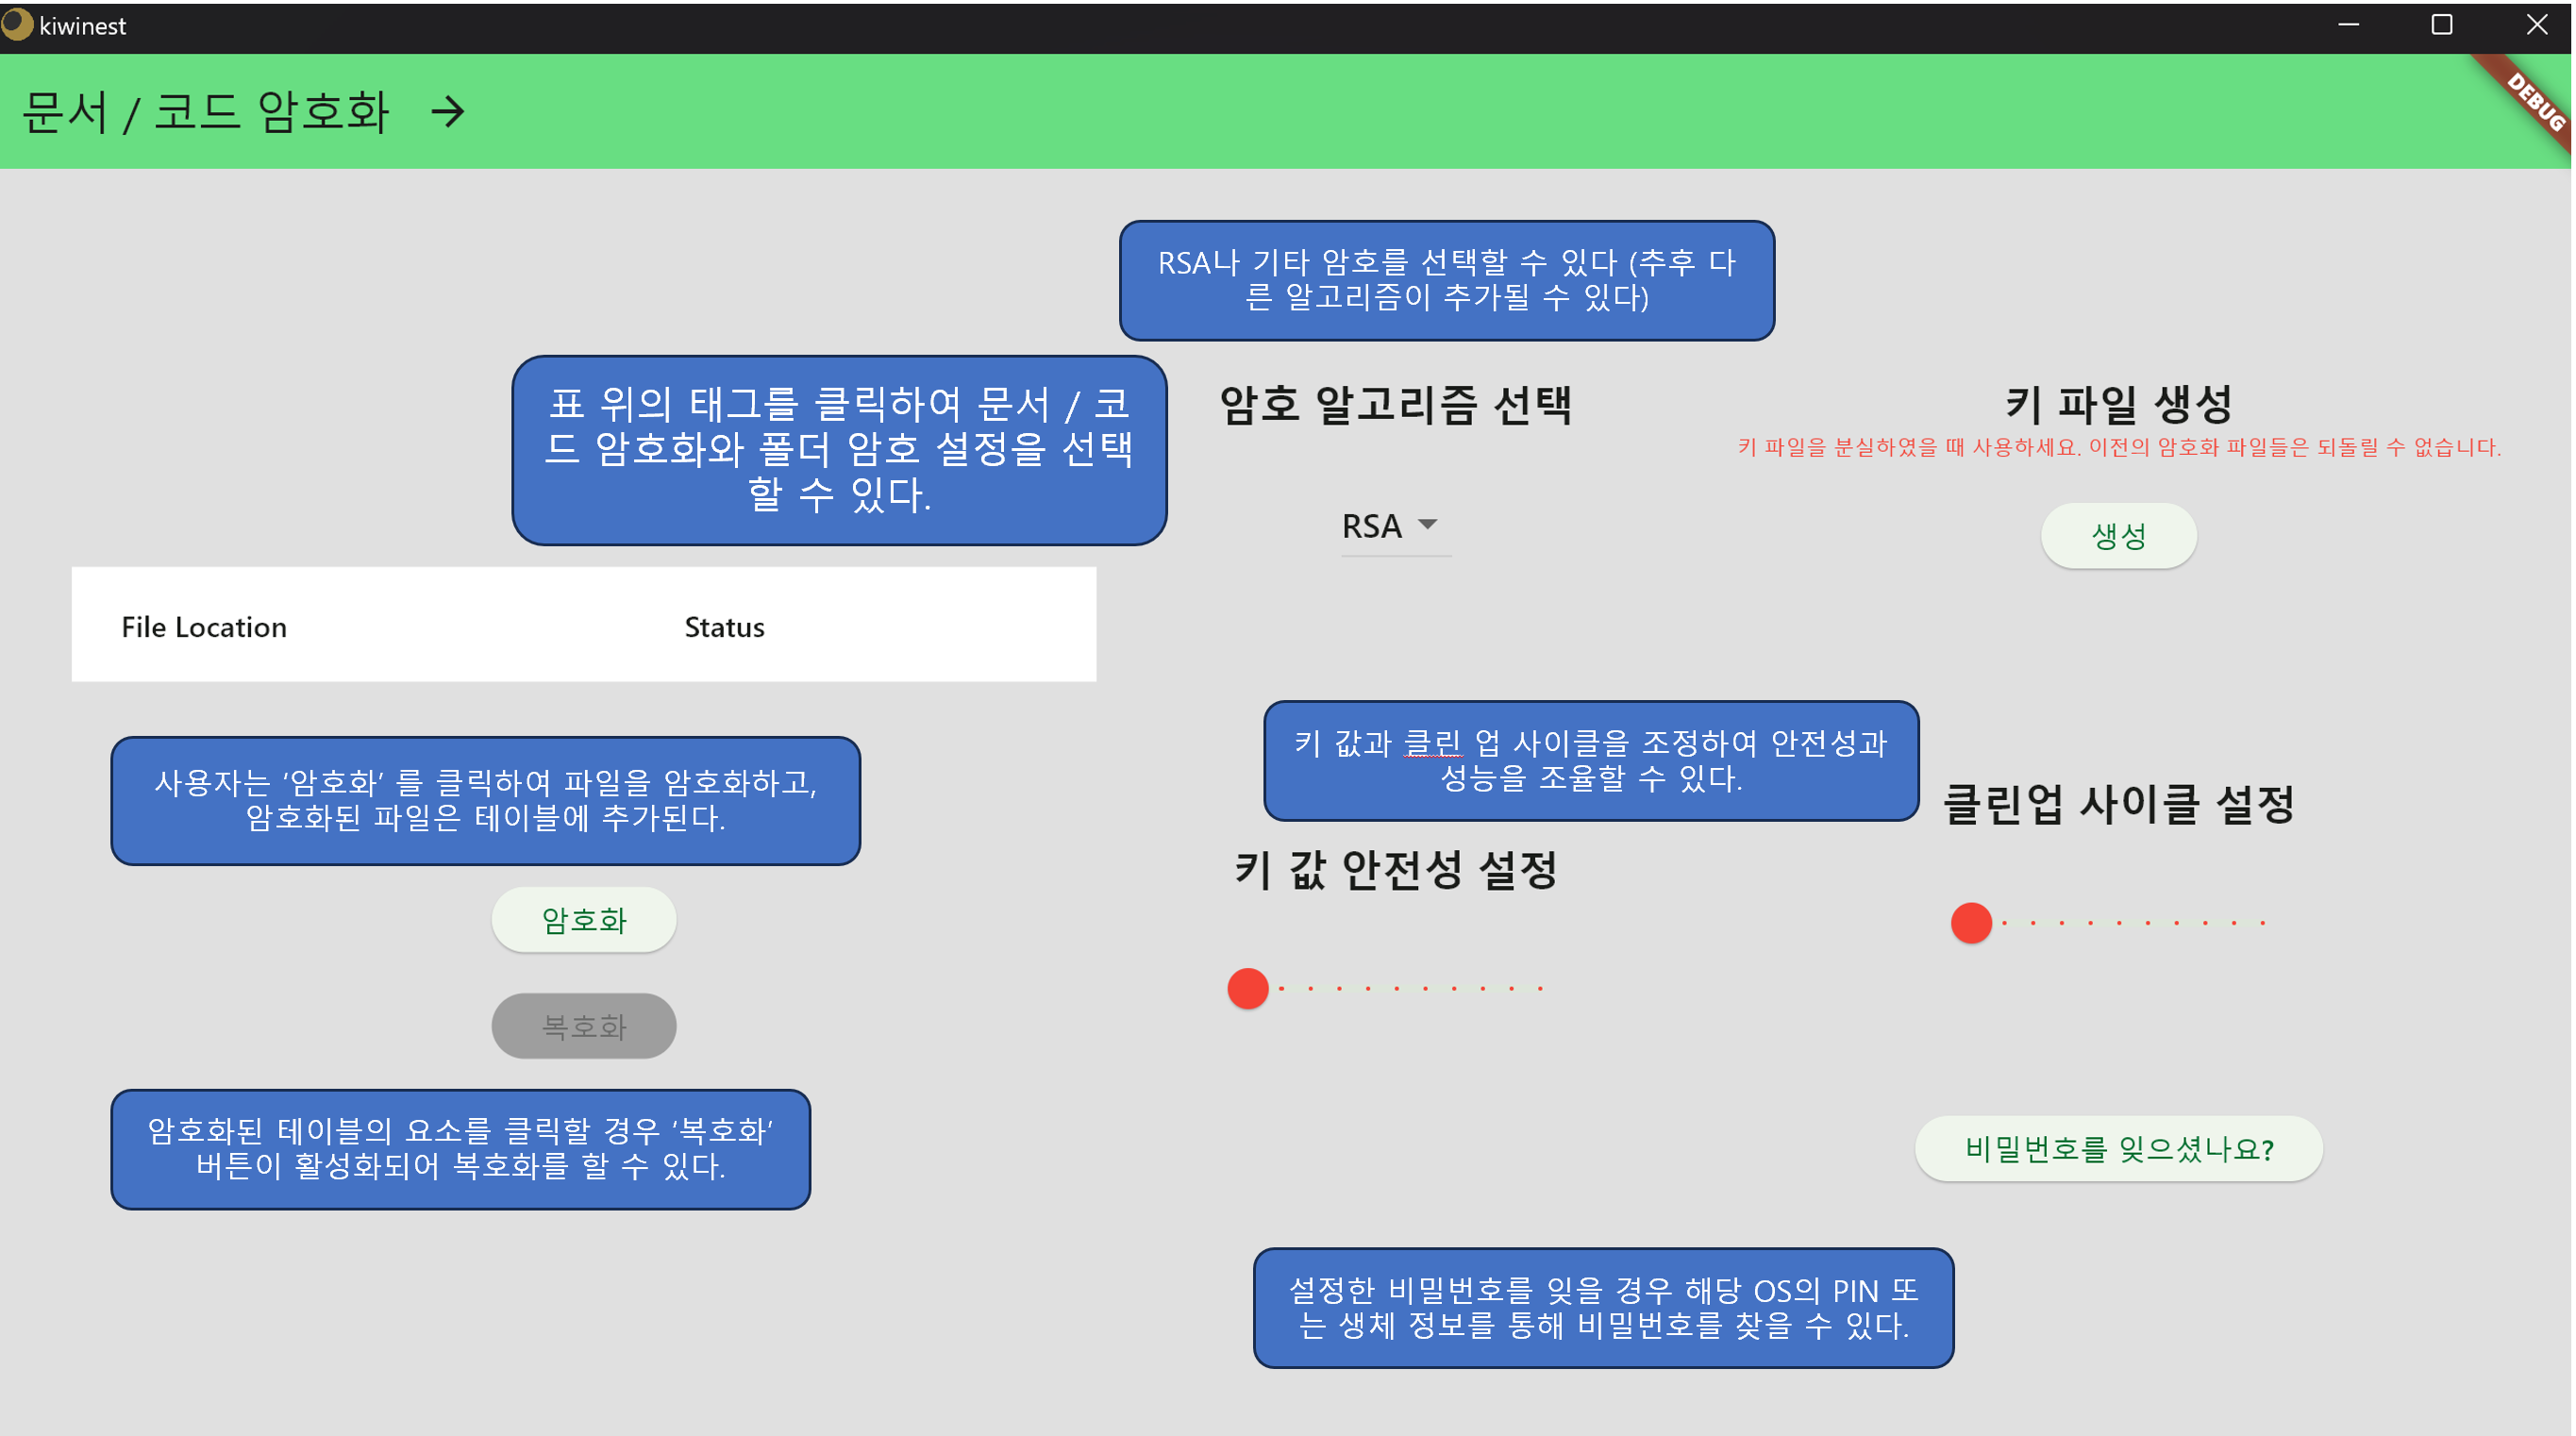 kiwinest
문서 / 코드 암호화 →
DEBUG
RSA나 기타 암호를 선택할 수 있다 (추후 다
른 알고리즘이 추가될 수 있다)
표 위의 태그를 클릭하여 문서 / 코
드 암호화와 폴더 암호 설정을 선택
할 수 있다.
암호 알고리즘 선택
키 파일 생성
키 파일을 분실하였을 때 사용하세요. 이전의 암호화 파일들은 되돌릴 수 없습니다.
RSA
생성
File Location
Status
사용자는 ‘암호화’ 를 클릭하여 파일을 암호화하고,
암호화된 파일은 테이블에 추가된다.
키 값과 클린 업 사이클을 조정하여 안전성과
성능을 조율할 수 있다.
클린업 사이클 설정
키 값 안전성 설정
암호화
복호화
암호화된 테이블의 요소를 클릭할 경우 ‘복호화’
버튼이 활성화되어 복호화를 할 수 있다.
비밀번호를 잊으셨나요?
설정한 비밀번호를 잊을 경우 해당 OS의 PIN 또
는 생체 정보를 통해 비밀번호를 찾을 수 있다.